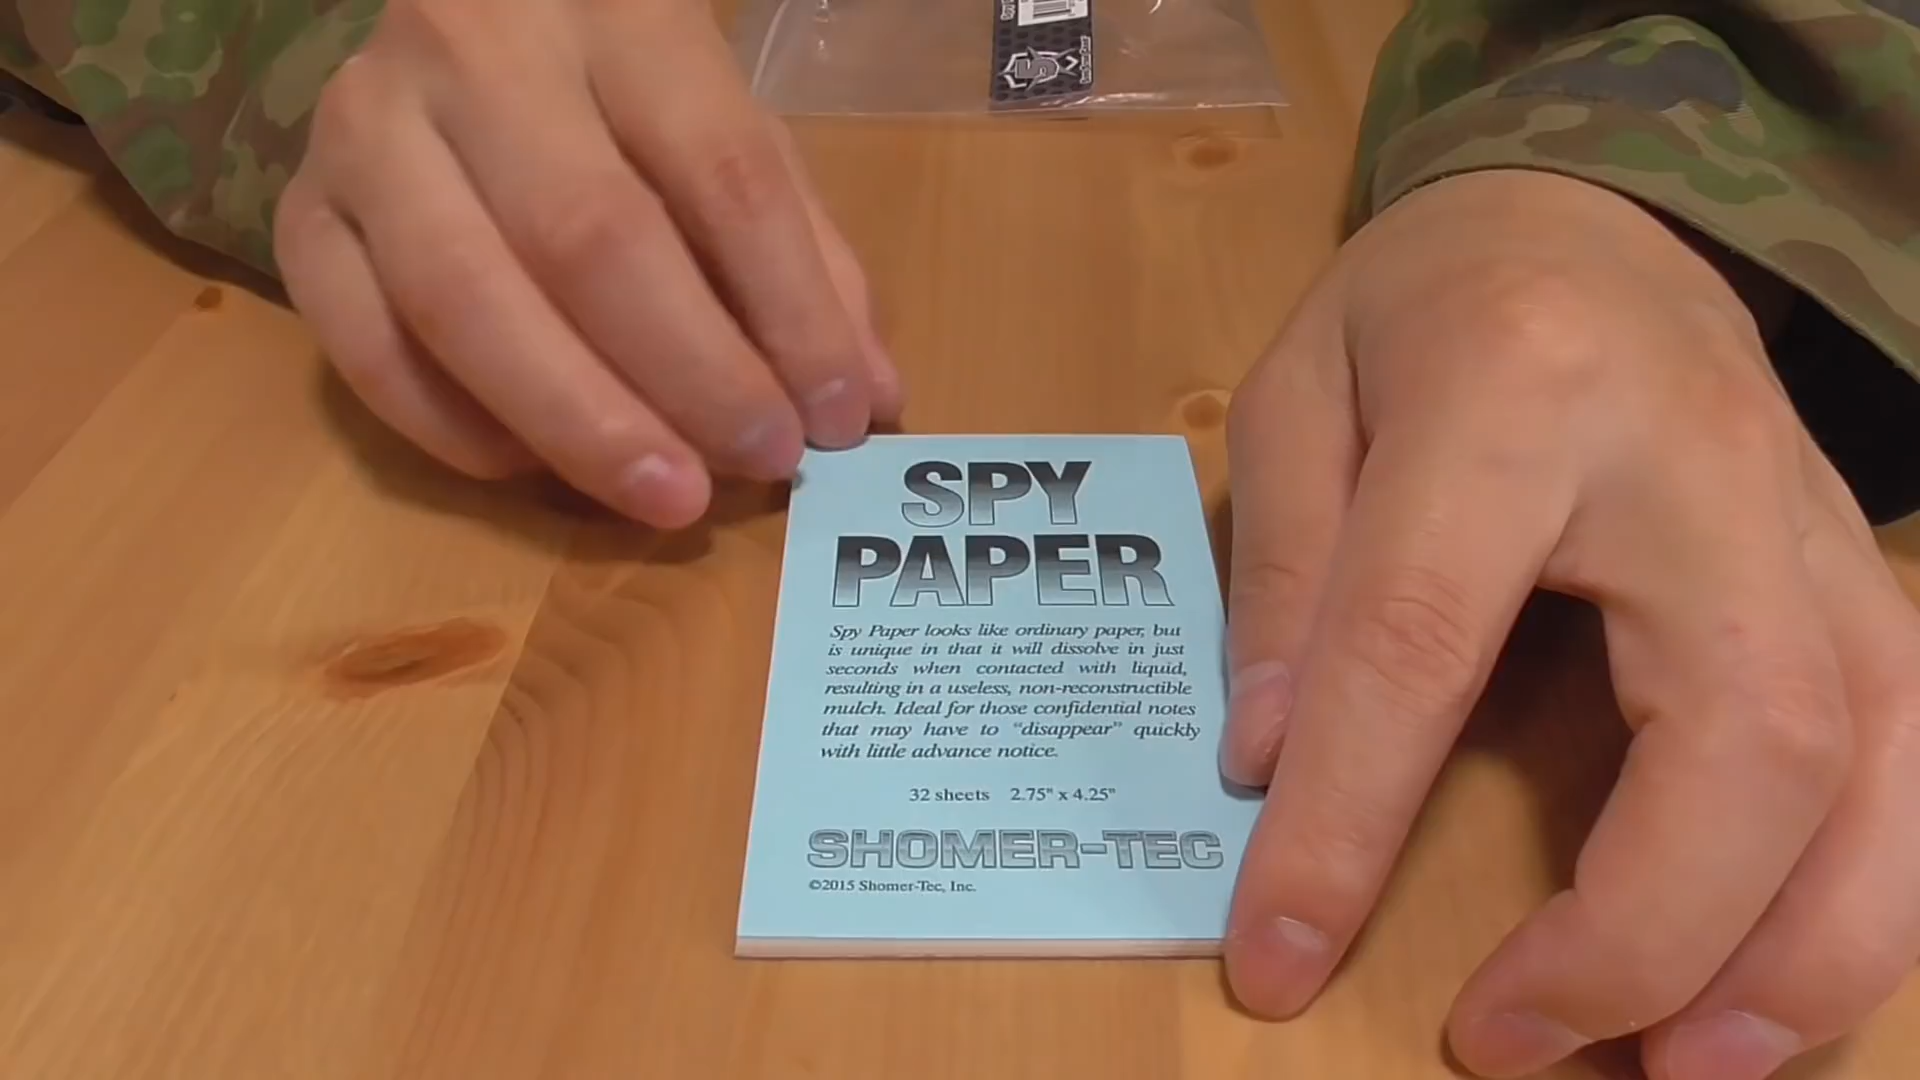 SPY
PAPER
Spy Paper looks like ordinary paper, but
is unique in that it will dissolve in just
seconds when contacted with liquid,
resulting in a useless, non-reconstructible
mulch. Ideal for those confidential notes
that may have to "disappear" quickly
with little advance notice.
32 sheets 2.75" x 4.25"
SHOMER-TEC
©2015 Shomer-Tec, Inc.